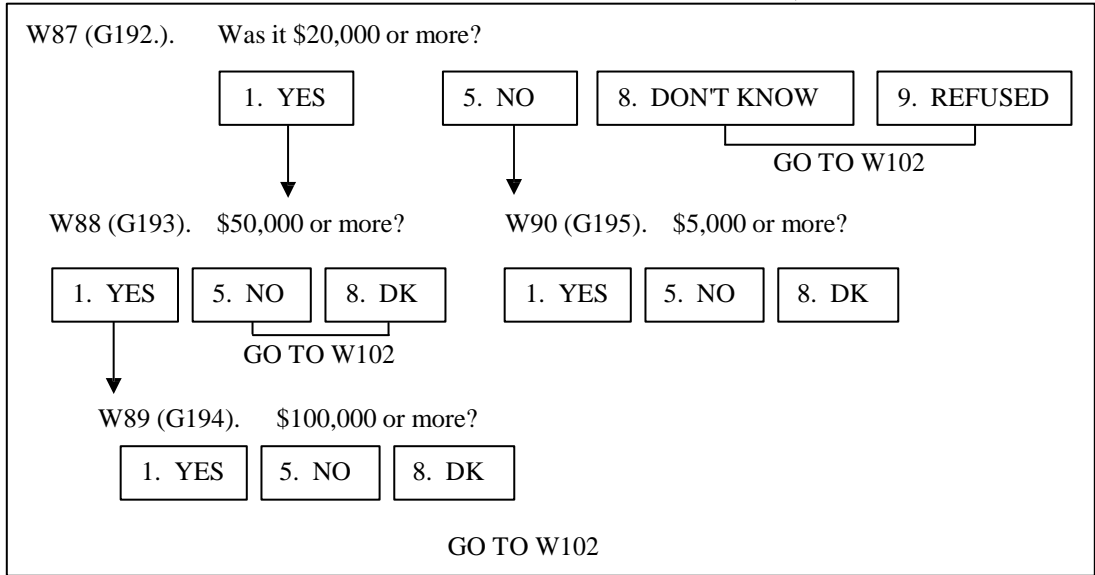 W87 (G192.). Was it $20,000 or more?
1. YES 5. NO 8. DON'T KNOW 9. REFUSED
GO TO W102
W88 (G193). $50,000 or more? W90 (G195). $5,000 or more?
1. YES 5. NO 8. DK 1. YES 5. NO 8. DK
GO TO W102
W89 (G194). $100,000 or more?
1. YES 5. NO 8. DK
GO TO W102